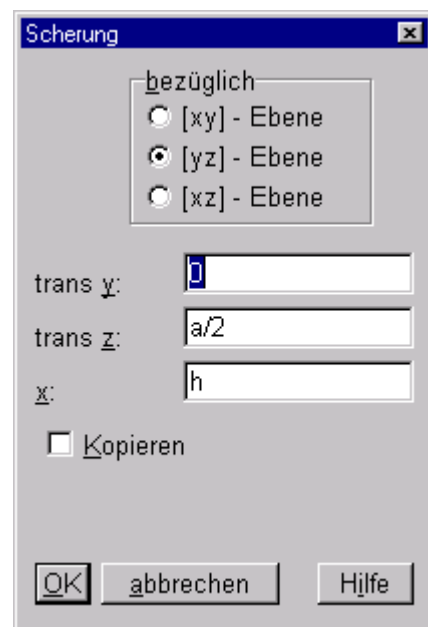 Scherung
bezüglich
[xy] - Ebene
[yz] - Ebene
[xz] - Ebene
trans y: 0
trans z: a/2
x: h
Kopieren
OK abbrechen Hilfe